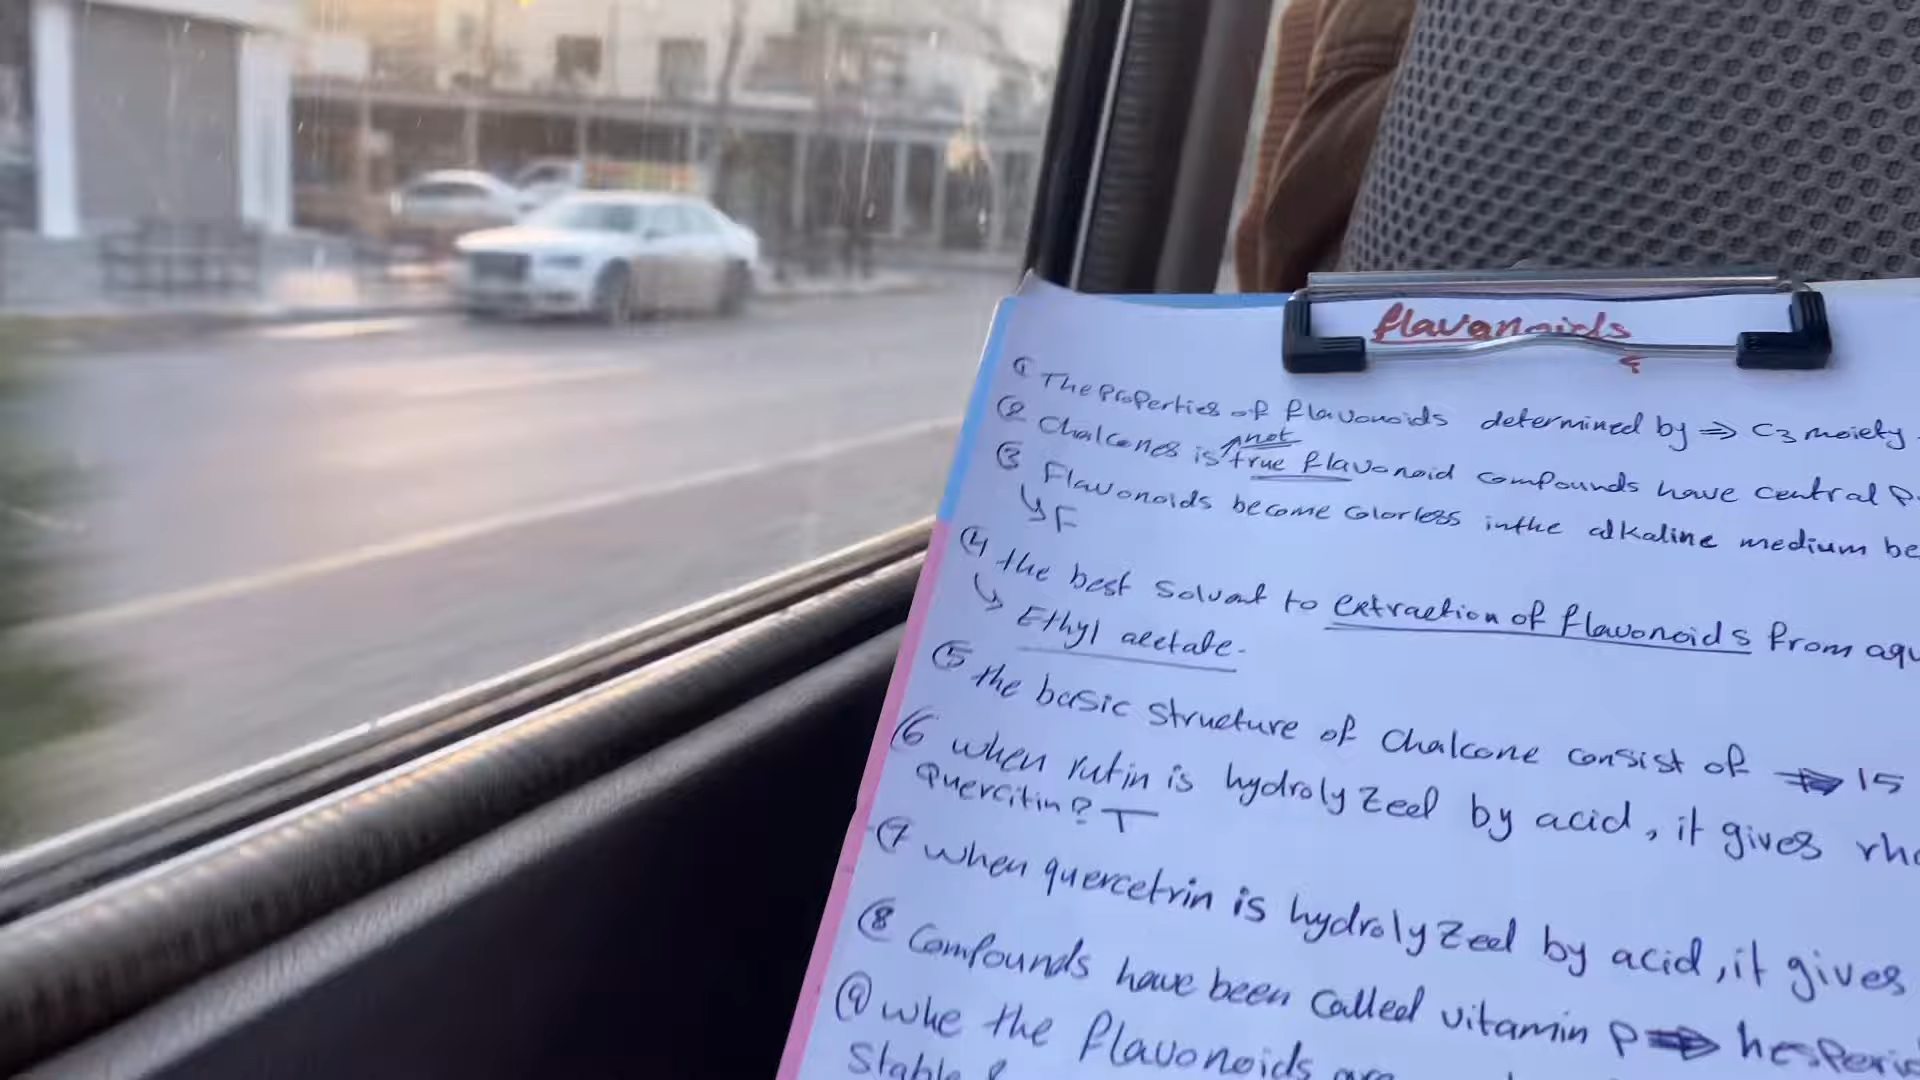 flavanoids
① The properties of flavonoids determined by ⇒ C3 moiety
② Chalcones is not true flavonoid compounds have central
③ Flavonoids become colorless in the alkaline medium be
↳ F
④ the best solvent to extraction of flavonoids from aqu
↳ Ethyl acetate.
⑤ the basic structure of Chalcone consist of ⇒ 15
⑥ when rutin is hydrolyzed by acid, it gives rh
quercitin? T
⑦ when quercetrin is hydrolyzed by acid, it gives
⑧ Compounds have been called vitamin P ⇒ hesperi
⑨ whe the flavonoids are
Stable